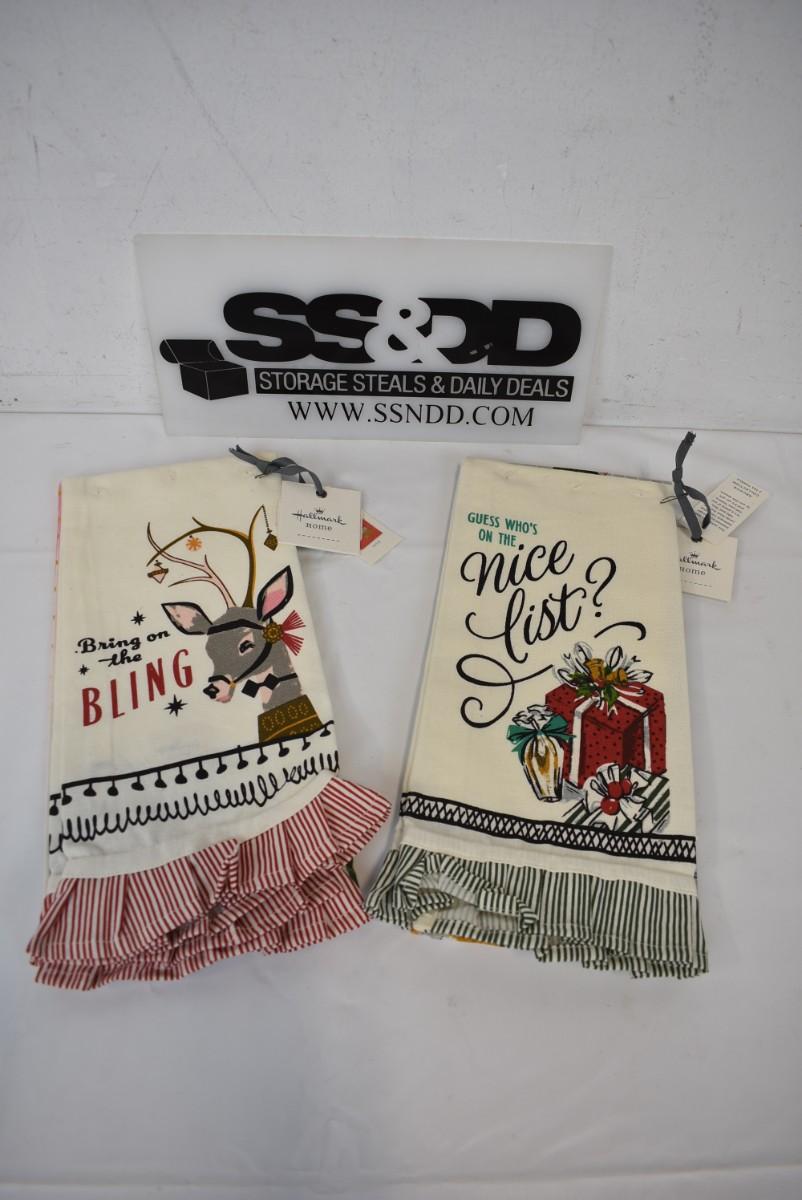 SS&DD
STORAGE STEALS & DAILY DEALS
WWW.SSNDD.COM
Hallmark
HOME
Bring on
the
BLING
GUESS WHO'S
ON THE
nice
list?
Hallmark
home